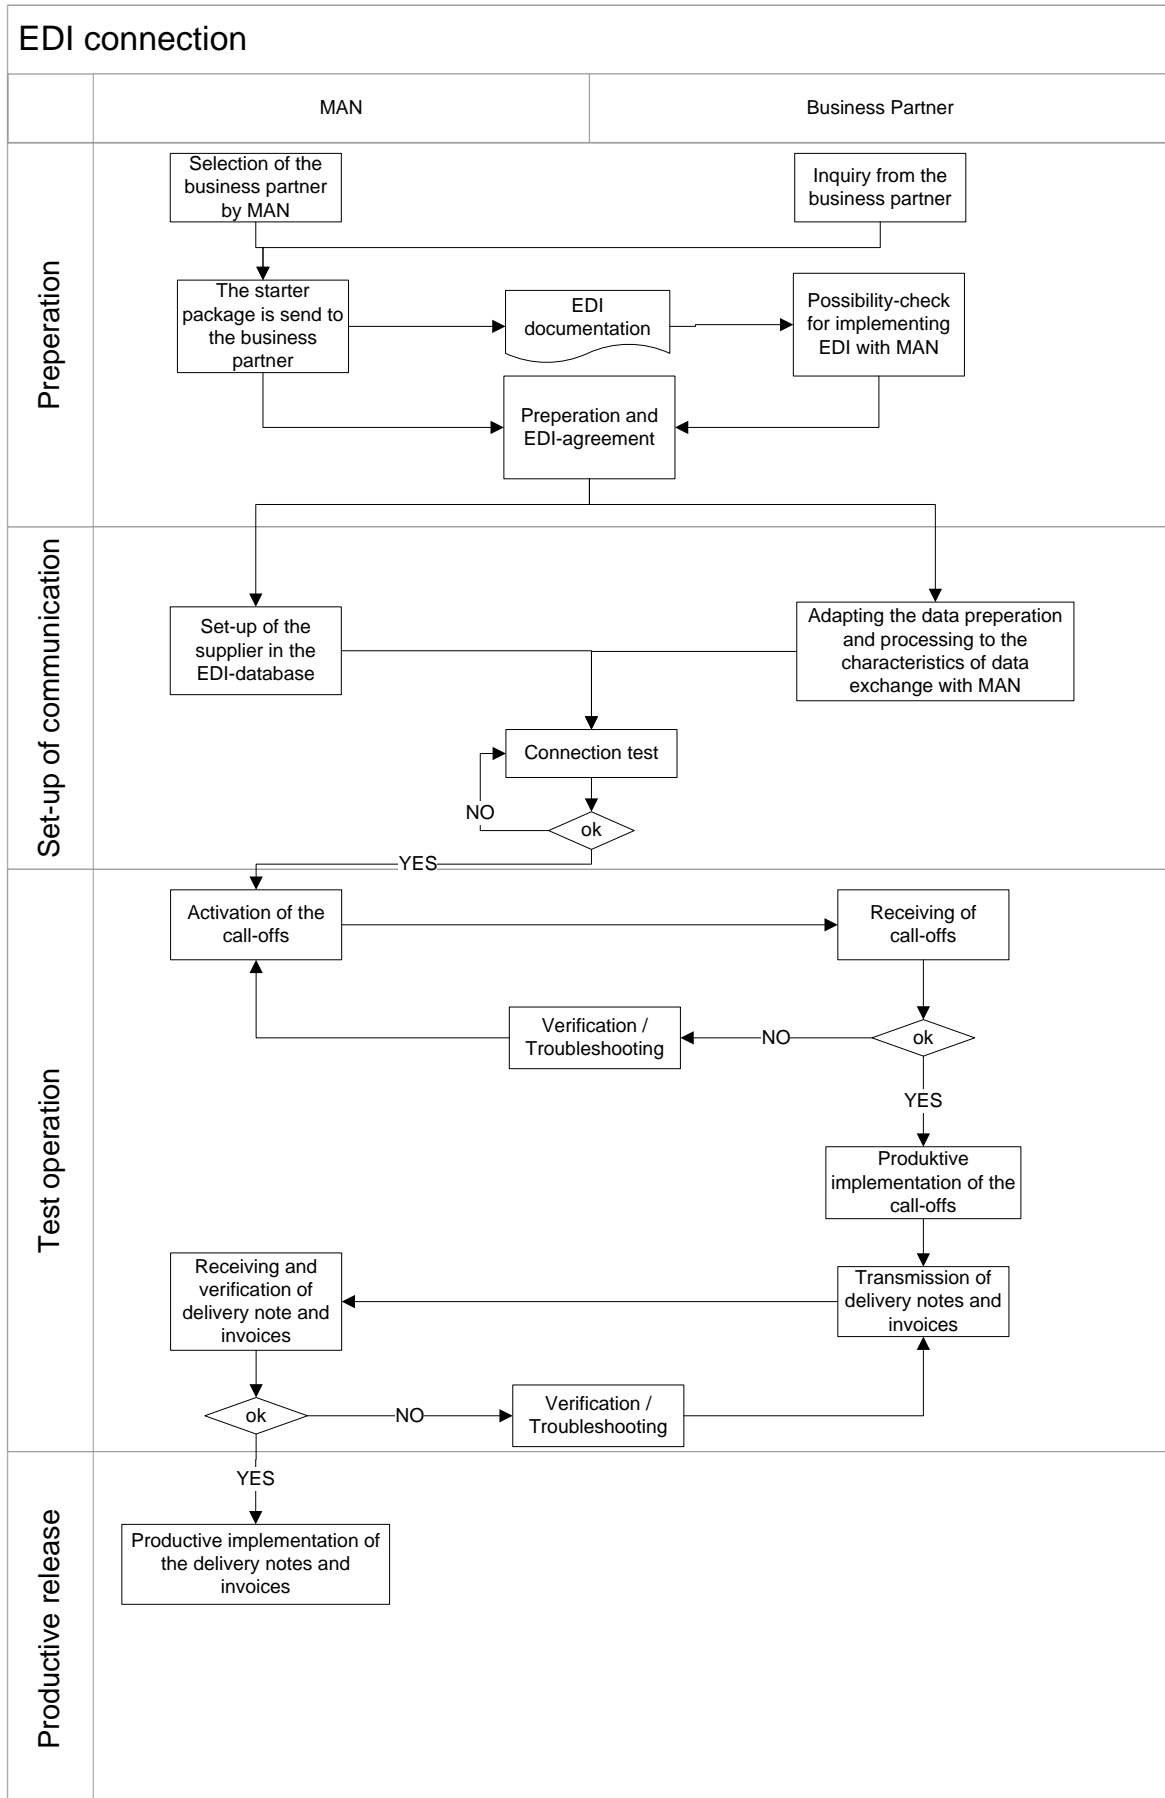 EDI connection
MAN
Business Partner
Preperation
Selection of the
business partner
by MAN
Inquiry from the
business partner
The starter
package is send to
the business
partner
EDI
documentation
Possibility-check
for implementing
EDI with MAN
Preperation and
EDI-agreement
Set-up of communication
Set-up of the
supplier in the
EDI-database
Adapting the data preperation
and processing to the
characteristics of data
exchange with MAN
Connection test
NO
ok
YES
Test operation
Activation of the
call-offs
Receiving of
call-offs
Verification /
Troubleshooting
NO
ok
YES
Produktive
implementation of the
call-offs
Receiving and
verification of
delivery note and
invoices
Transmission of
delivery notes and
invoices
ok
NO
Verification /
Troubleshooting
Productive release
YES
Productive implementation of
the delivery notes and
invoices